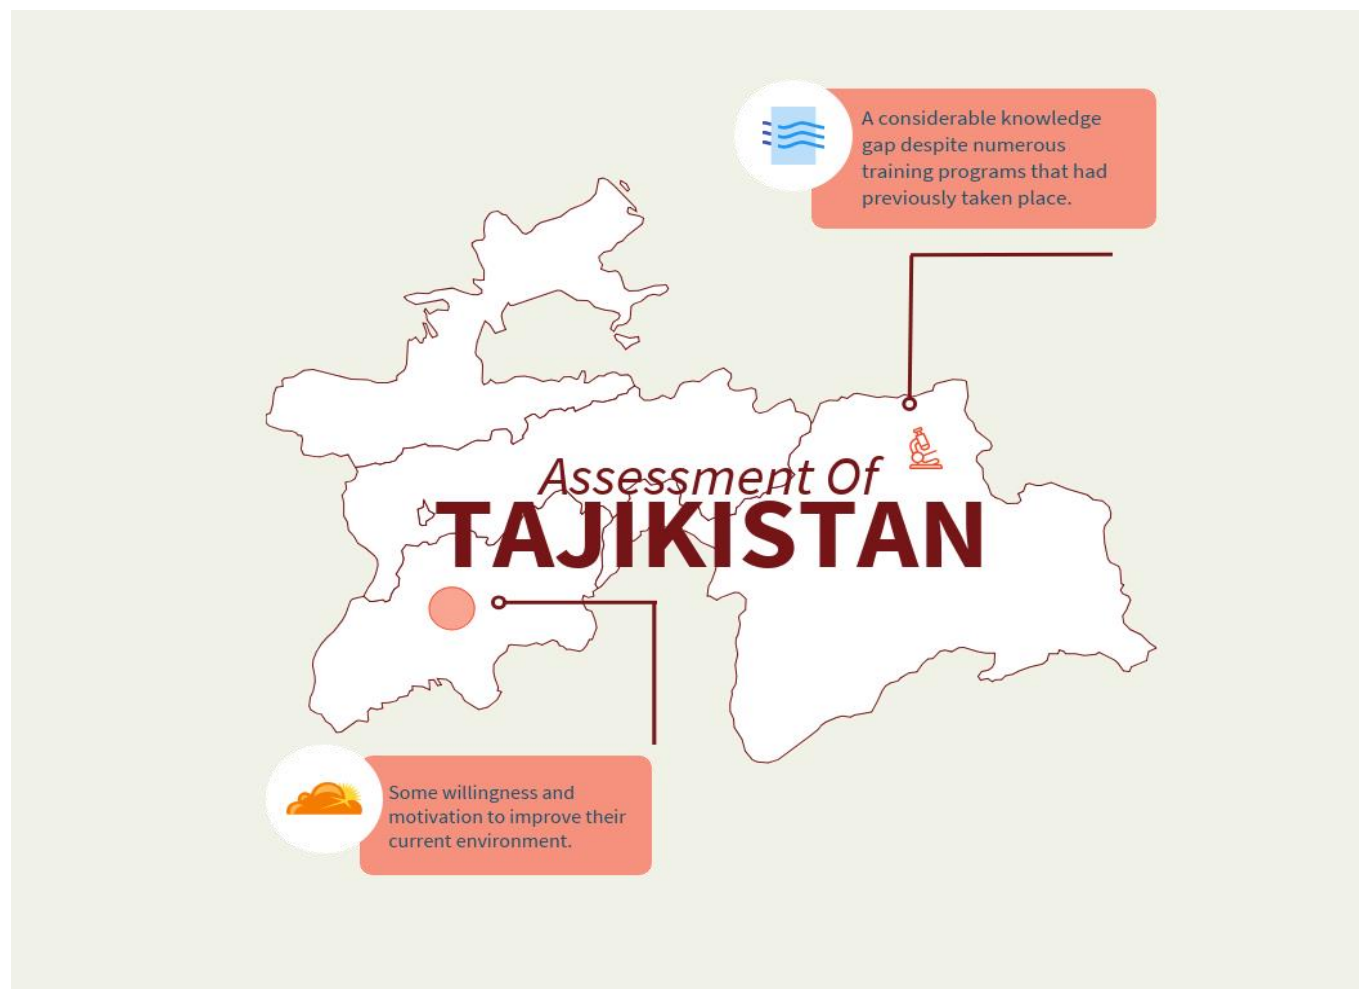 A considerable knowledge
gap despite numerous
training programs that had
previously taken place.
Assessment Of
TAJIKISTAN
Some willingness and
motivation to improve their
current environment.